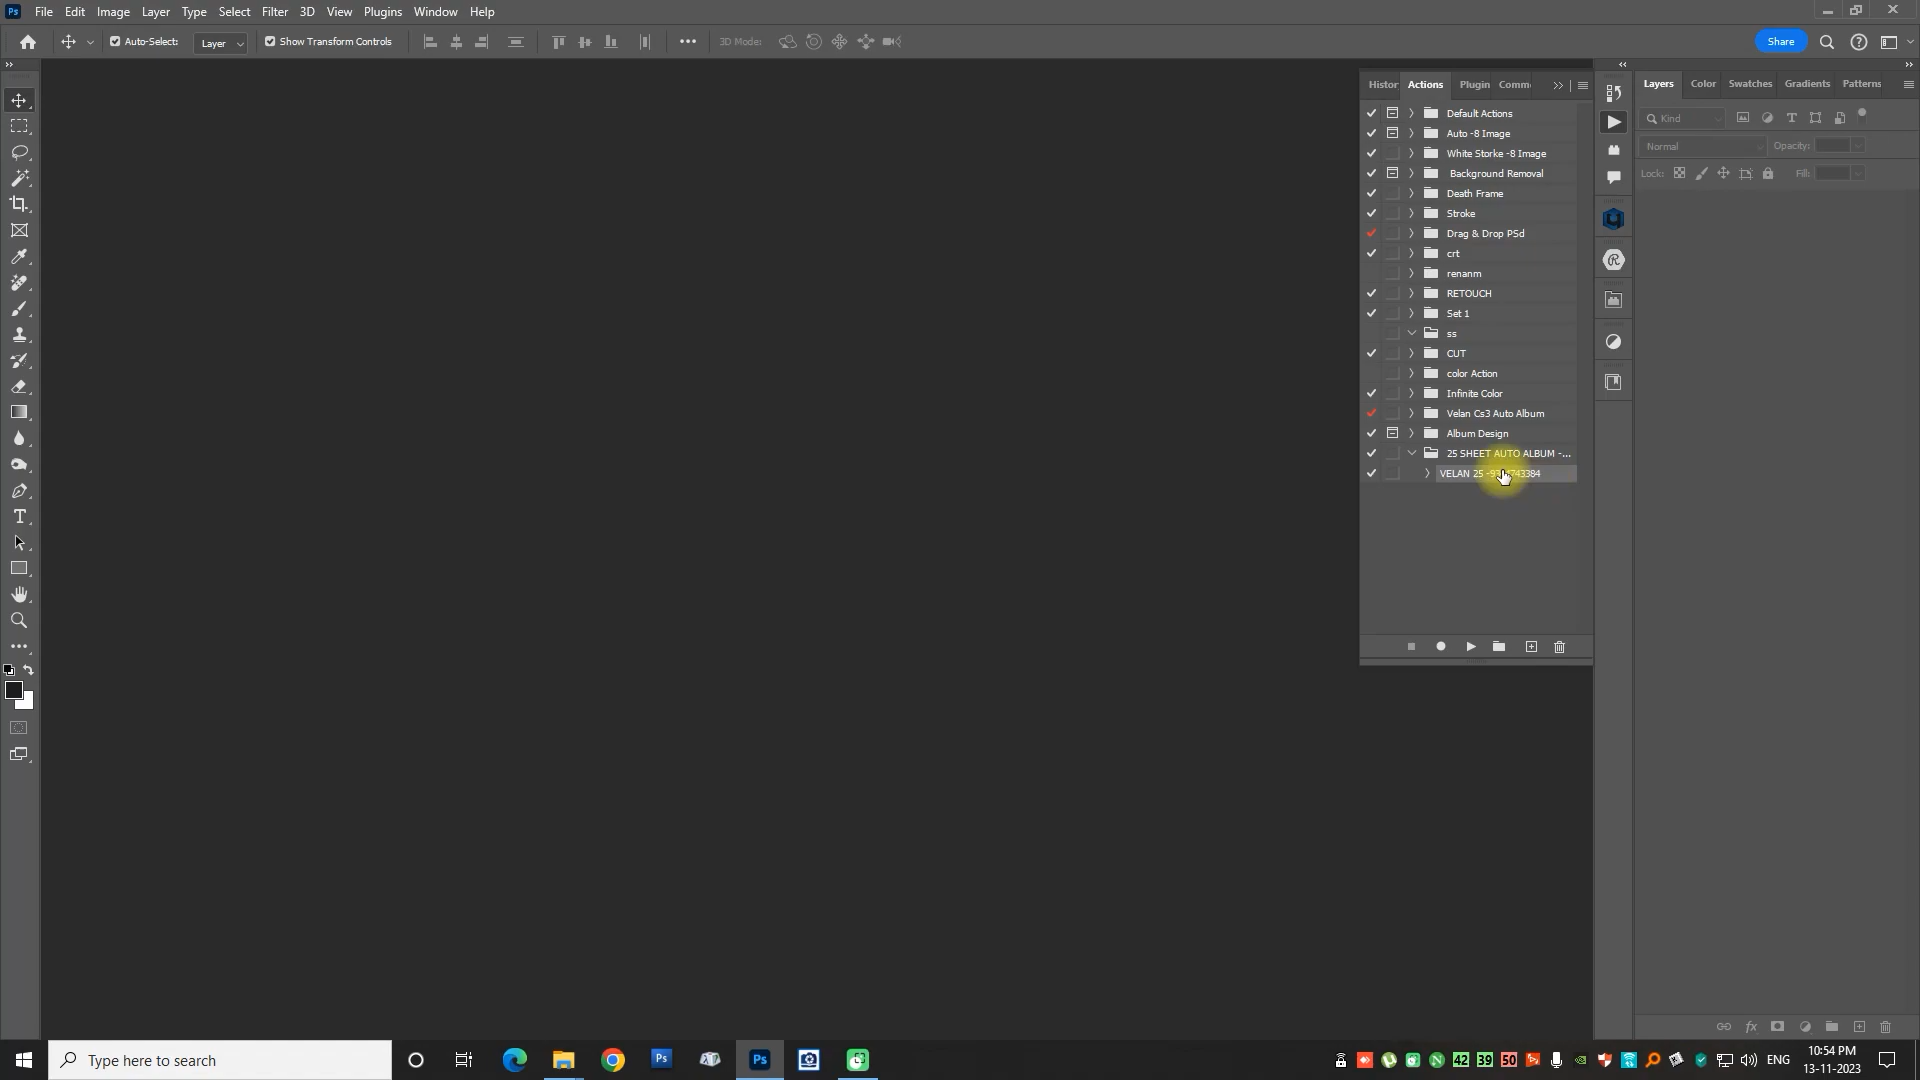 Ps File Edit Image Layer Type Select Filter 3D View Plugins Window Help
Auto-Select: Layer Show Transform Controls 3D Mode: Share
Histor Actions Plugin Comm
Layers Color Swatches Gradients Patterns
Default Actions
Auto -8 Image
White Storke -8 Image
Background Removal
Death Frame
Stroke
Drag & Drop PSd
crt
renanm
RETOUCH
Set 1
ss
CUT
color Action
Infinite Color
Velan Cs3 Auto Album
Album Design
25 SHEET AUTO ALBUM -...
VELAN 25
Kind
Normal Opacity:
Lock: Fill:
Type here to search
Ps
Ps
42 39 50
ENG
10:54 PM
13-11-2023